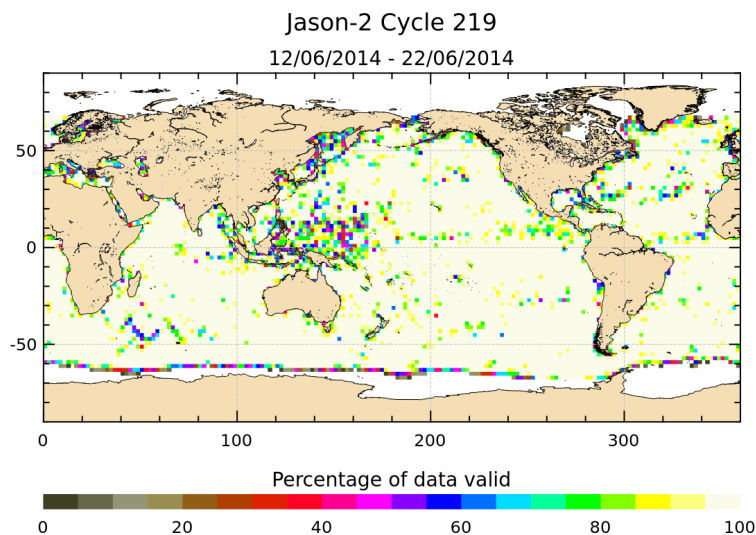 Jason-2 Cycle 219
12/06/2014 - 22/06/2014
50
0
-50
0 100 200 300
Percentage of data valid
0 20 40 60 80 100